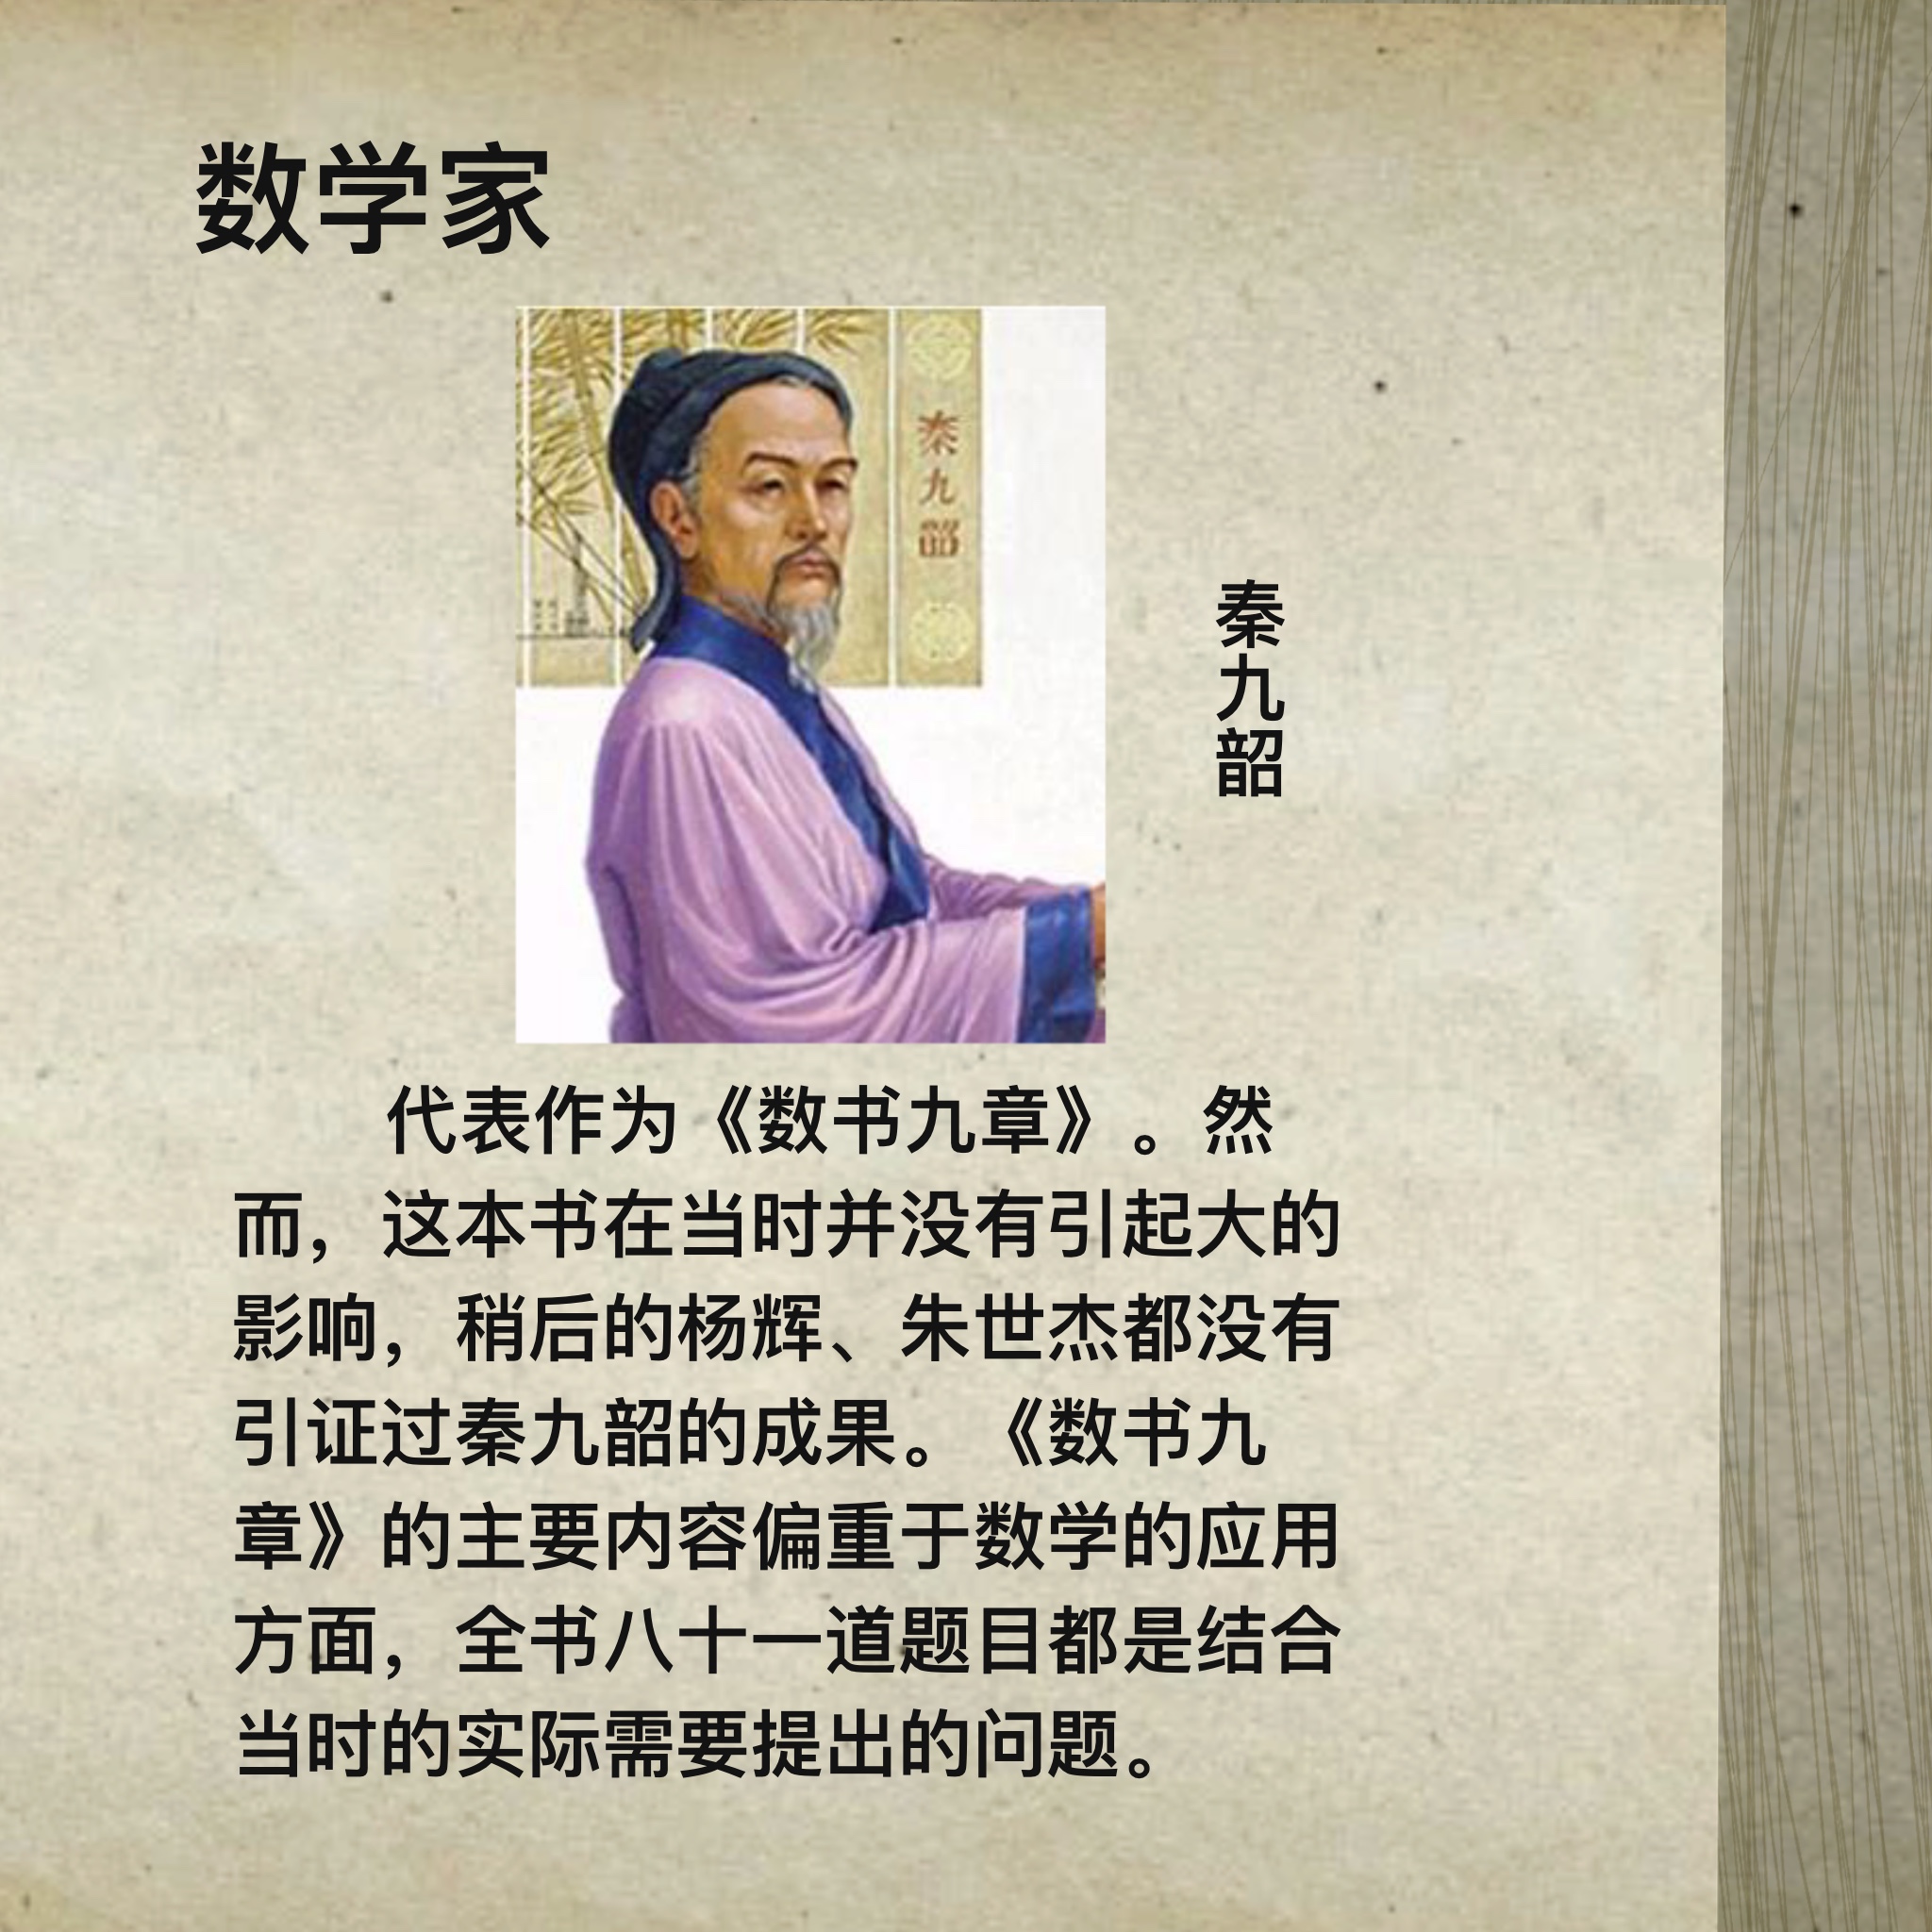 数学家
秦九韶
秦九韶
代表作为《数书九章》。然
而，这本书在当时并没有引起大的
影响，稍后的杨辉、朱世杰都没有
引证过秦九韶的成果。《数书九
章》的主要内容偏重于数学的应用
方面，全书八十一道题目都是结合
当时的实际需要提出的问题。